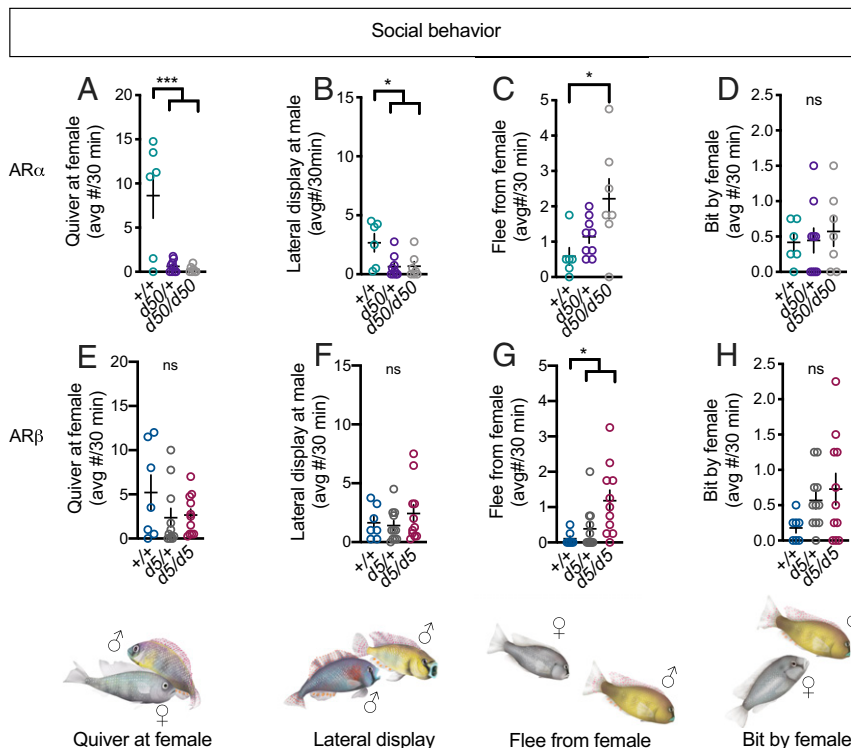 Social behavior
A
B
C
D
ARα
Quiver at female
(avg #/30 min)
20
15
10
5
0
***
+/+
d50/+
d50/d50
Lateral display at male
(avg#/30min)
15
10
5
0
*
+/+
d50/+
d50/d50
Flee from female
(avg#/30 min)
5
4
3
2
1
0
*
+/+
d50/+
d50/d50
Bit by female
(avg #/30 min)
2.5
2.0
1.5
1.0
0.5
0.0
ns
+/+
d50/+
d50/d50
E
F
G
H
ARβ
Quiver at female
(avg #/30 min)
20
15
10
5
0
ns
+/+
d5/+
d5/d5
Lateral display at male
(avg #/30 min)
15
10
5
0
ns
+/+
d5/+
d5/d5
Flee from female
(avg#/30 min)
5
4
3
2
1
0
*
+/+
d5/+
d5/d5
Bit by female
(avg #/30 min)
2.5
2.0
1.5
1.0
0.5
0.0
ns
+/+
d5/+
d5/d5
♂
♀
♂
♂
♀
♂
♂
♀
Quiver at female
Lateral display
Flee from female
Bit by female